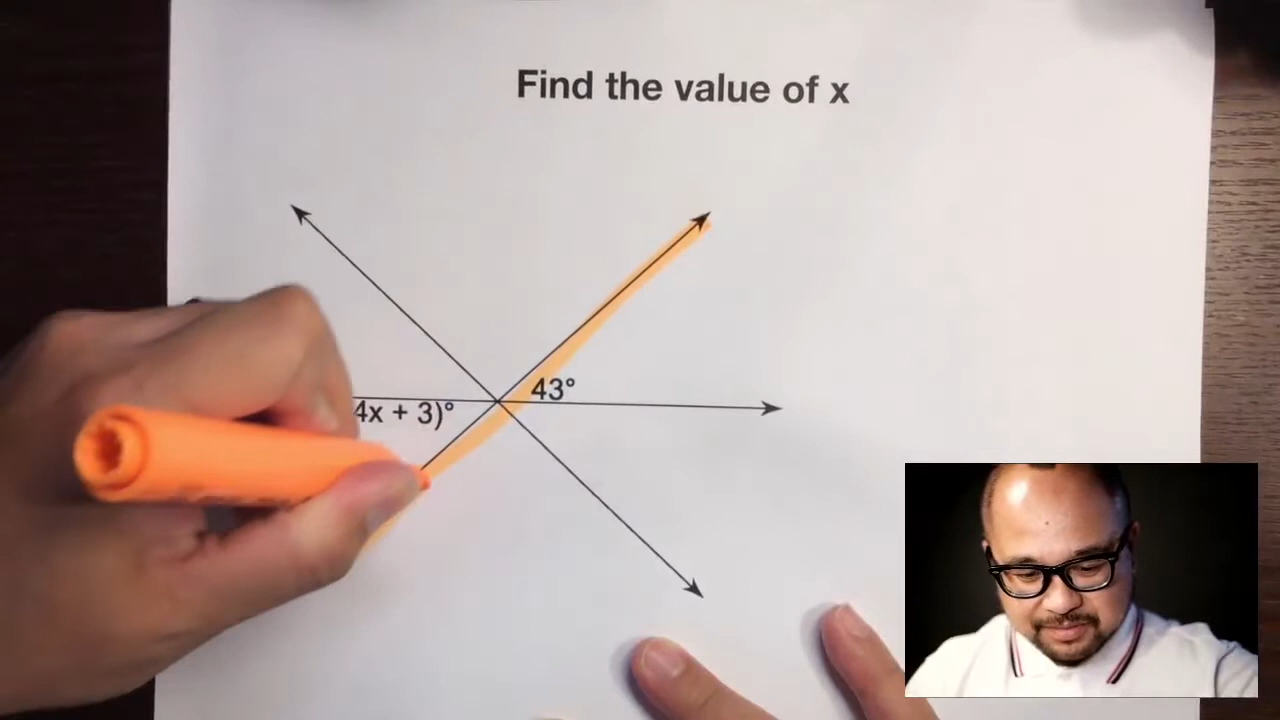 Find the value of x
43°
4x + 3)°